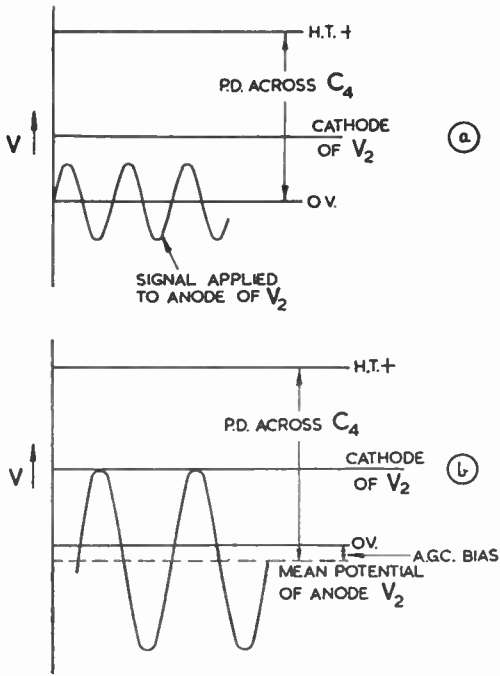 H.T. +
P.D. ACROSS C4
CATHODE
OF V2
V
a
O V.
SIGNAL APPLIED
TO ANODE OF V2
H.T. +
P.D. ACROSS C4
CATHODE
OF V2
V
b
O V.
A.G.C. BIAS
MEAN POTENTIAL
OF ANODE V2